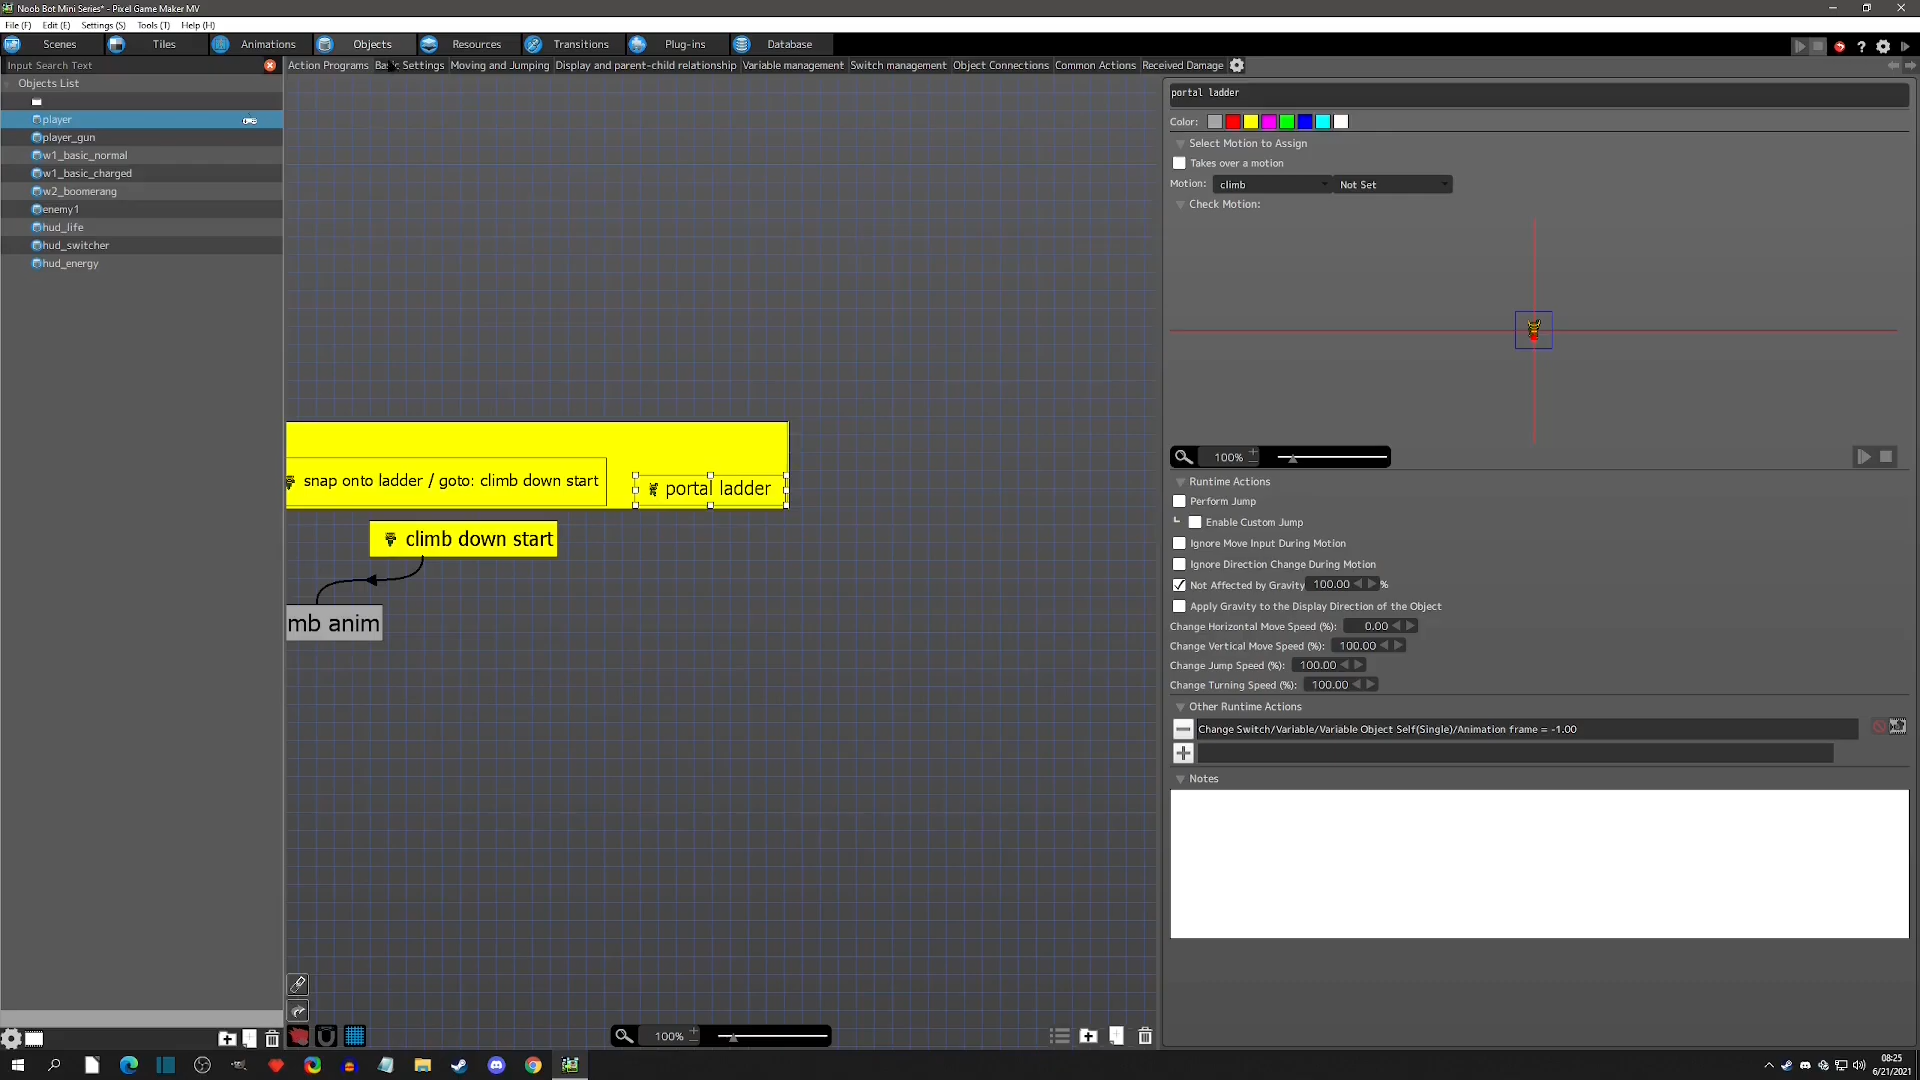 Noob Bot Mini Series* - Pixel Game Maker MV
File (F) Edit (E) Settings (S) Tools (T) Help (H)
Scenes Tiles Animations Objects Resources Transitions Plug-ins Database
Input Search Text
Action Programs Basic Settings Moving and Jumping Display and parent-child relationship Variable management Switch management Object Connections Common Actions Received Damage
Objects List
player
player_gun
w1_basic_normal
w1_basic_charged
w2_boomerang
enemy1
hud_life
hud_switcher
hud_energy
snap onto ladder / goto: climb down start
portal ladder
climb down start
mb anim
100%
portal ladder
Color:
Select Motion to Assign
Takes over a motion
Motion: climb Not Set
Check Motion:
100%
Runtime Actions
Perform Jump
Enable Custom Jump
Ignore Move Input During Motion
Ignore Direction Change During Motion
Not Affected by Gravity 100.00 %
Apply Gravity to the Display Direction of the Object
Change Horizontal Move Speed (%): 0.00
Change Vertical Move Speed (%): 100.00
Change Jump Speed (%): 100.00
Change Turning Speed (%): 100.00
Other Runtime Actions
Change Switch/Variable/Variable Object Self(Single)/Animation frame = -1.00
Notes
08:25
6/21/2021